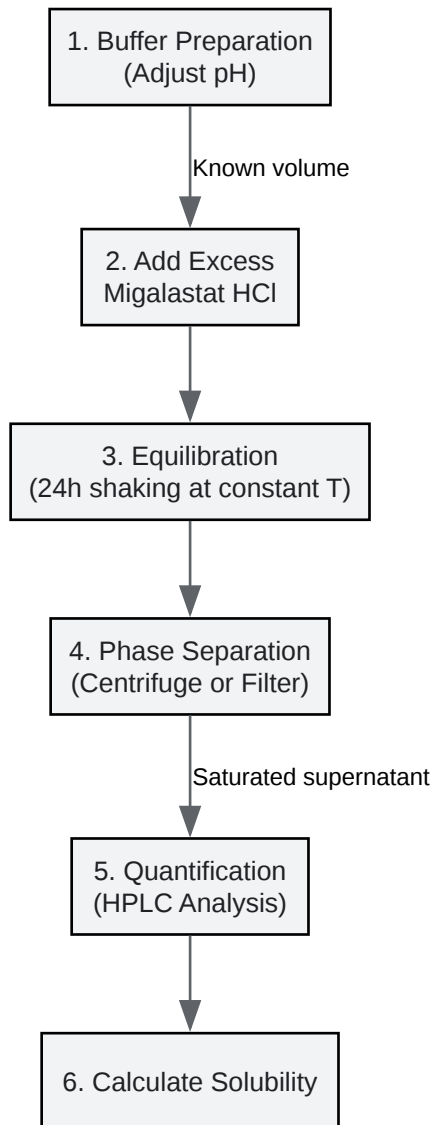 1. Buffer Preparation
(Adjust pH)
Known volume
2. Add Excess
Migalastat HCl
3. Equilibration
(24h shaking at constant T)
4. Phase Separation
(Centrifuge or Filter)
Saturated supernatant
5. Quantification
(HPLC Analysis)
6. Calculate Solubility